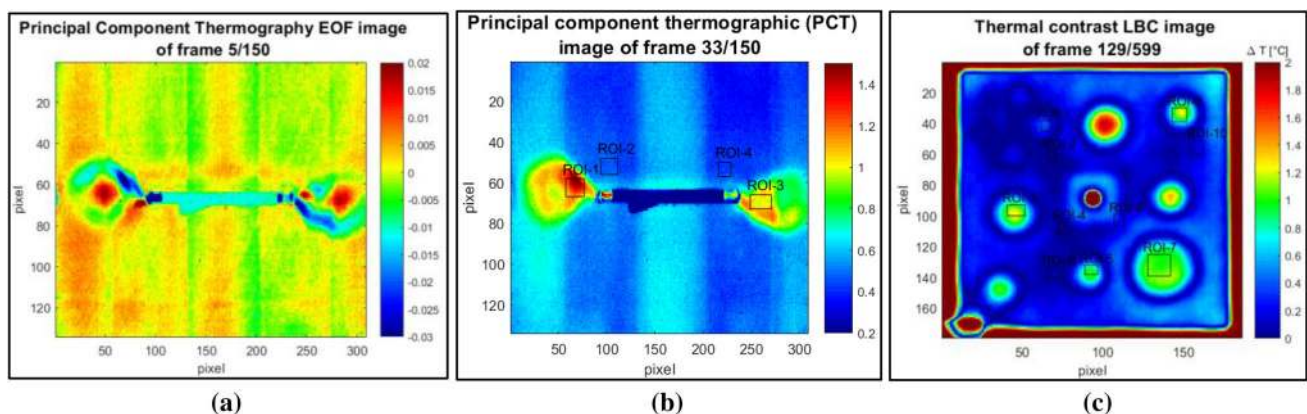 Principal Component Thermography EOF image
of frame 5/150
0.02
0.015
0.01
0.005
0
-0.005
-0.01
-0.015
-0.02
-0.025
-0.03
20
40
60
80
100
120
pixel
50
100
150
200
250
300
pixel
(a)
Principal component thermographic (PCT)
image of frame 33/150
ROI-1
ROI-2
ROI-4
ROI-3
1.4
1.2
1
0.8
0.6
0.4
0.2
20
40
60
80
100
120
pixel
50
100
150
200
250
300
pixel
(b)
Thermal contrast LBC image
of frame 129/599
Δ T [°C]
2
1.8
1.6
1.4
1.2
1
0.8
0.6
0.4
0.2
0
ROI-10
ROI-4
ROI-7
20
40
60
80
100
120
140
160
pixel
50
100
150
pixel
(c)